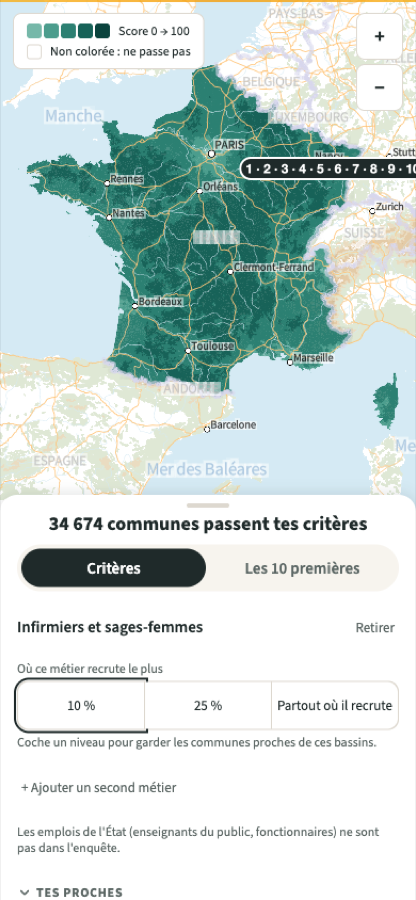 Score 0 → 100
Non colorée : ne passe pas
+
−
PAYS-BAS
BELGIQUE
LUXEMBOURG
Manche
PARIS
1 · 2 · 3 · 4 · 5 · 6 · 7 · 8 · 9 · 10
Rennes
Orléans
Nantes
Zurich
SUISSE
Clermont-Ferrand
Bordeaux
Toulouse
Marseille
Barcelone
ESPAGNE
Mer des Baléares
34 674 communes passent tes critères
Critères
Les 10 premières
Infirmiers et sages-femmes
Retirer
Où ce métier recrute le plus
10 %
25 %
Partout où il recrute
Coche un niveau pour garder les communes proches de ces bassins.
+ Ajouter un second métier
Les emplois de l'État (enseignants du public, fonctionnaires) ne sont
pas dans l'enquête.
TES PROCHES